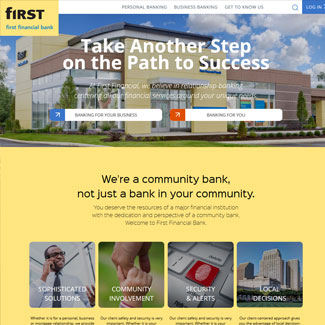 first
first financial bank
PERSONAL BANKING BUSINESS BANKING GET TO KNOW US
LOG IN
Take Another Step
on the Path to Success
At First Financial, we believe in relationship banking
centering all our financial services around your unique needs.
BANKING FOR YOUR BUSINESS
BANKING FOR YOU
We're a community bank,
not just a bank in your community.
You deserve the resources of a major financial institution
with the dedication and perspective of a community bank.
Welcome to First Financial Bank.
SOPHISTICATED
SOLUTIONS
COMMUNITY
INVOLVEMENT
SECURITY
& ALERTS
LOCAL
DECISIONS
Whether it is for a personal, business
or mortgage relationship, we provide
Our client safety and security is very
important. Whether it is your
Our client safety and security is very
important. Whether it is your
Our client-centered approach gives
you the advantage of local decision-